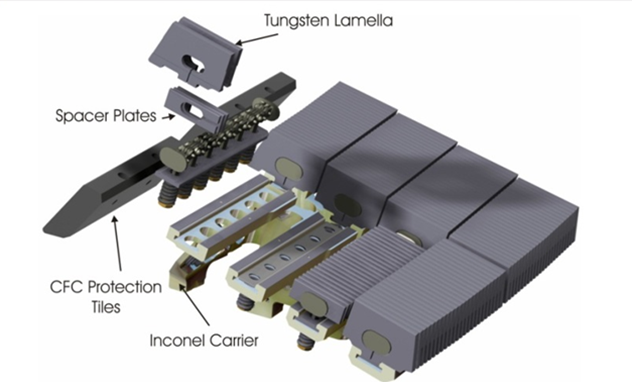 Tungsten Lamella
Spacer Plates
CFC Protection
Tiles
Inconel Carrier